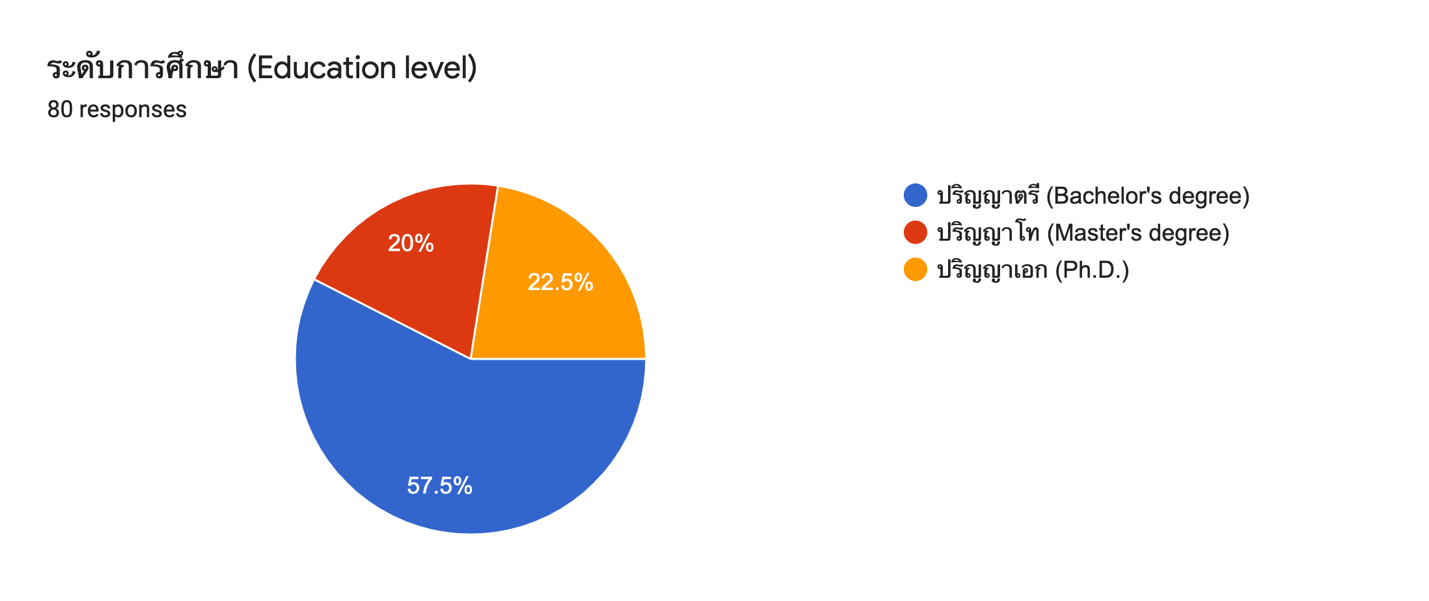 ระดับการศึกษา (Education level)
80 responses
ปริญญาตรี (Bachelor's degree)
ปริญญาโท (Master's degree)
ปริญญาเอก (Ph.D.)
20%
22.5%
57.5%